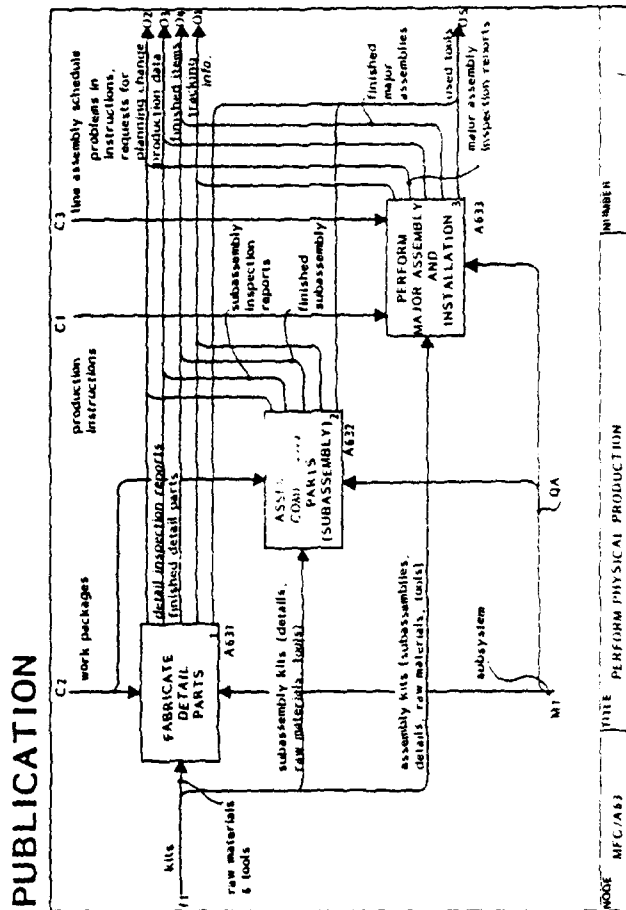 PUBLICATION
C2
work packages
production
instructions
C1
C3
line assembly schedule
problems in
instructions,
requests for
planning change
O2
production data
O3
finished items
O4
tracking
info.
O1
detail inspection reports
finished detail parts
FABRICATE
DETAIL
PARTS
1
A631
kits
raw materials
& tools
subassembly
inspection
reports
finished
subassembly
PARTS
(SUBASSEMBLY)
2
A632
subassembly kits (details,
raw materials, tools)
finished
major
assemblies
used tools
O5
major assembly
inspection reports
PERFORM
MAJOR ASSEMBLY
AND
INSTALLATION
3
A633
assembly kits (subassemblies,
details, raw materials, tools)
subsystem
M1
QA
NODE
MFC/A63
TITLE
PERFORM PHYSICAL PRODUCTION
NUMBER